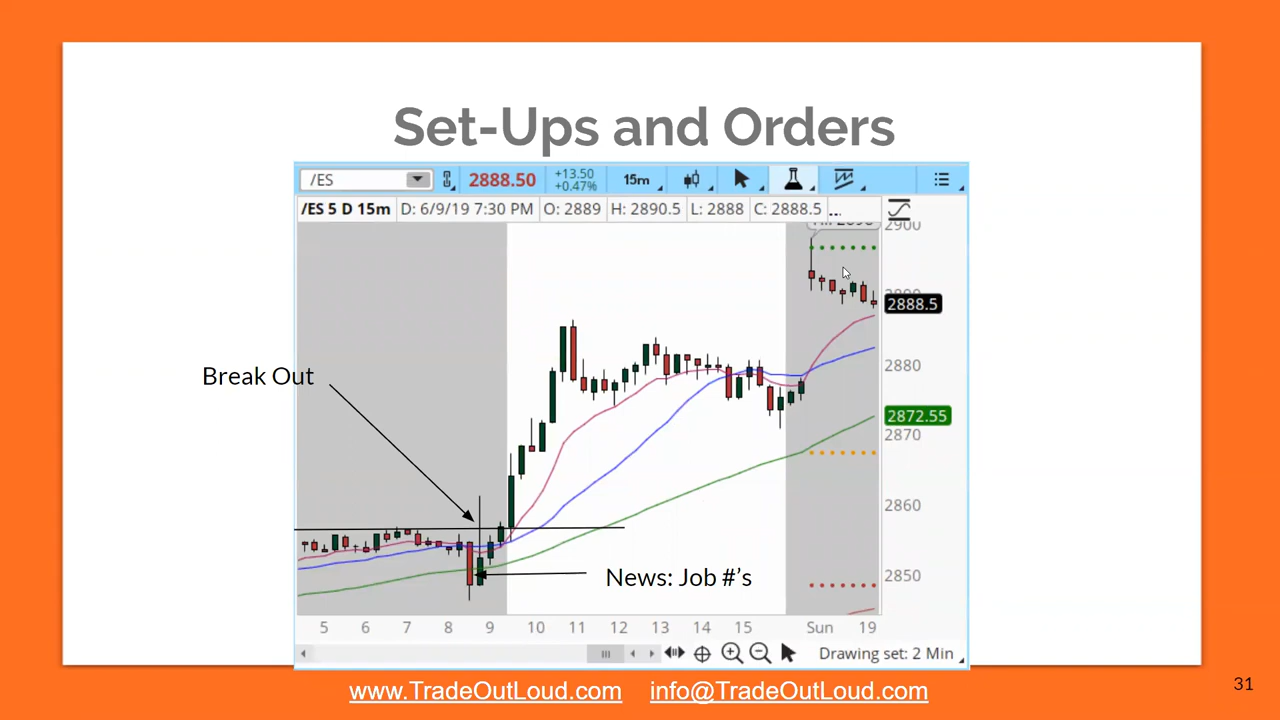 Set-Ups and Orders
/ES 2888.50 +13.50 +0.47% 15m
/ES 5 D 15m D: 6/9/19 7:30 PM O: 2889 H: 2890.5 L: 2888 C: 2888.5 ...
2900
2888.5
Break Out
2880
2872.55
2870
2860
News: Job #’s
2850
5 6 7 8 9 10 11 12 13 14 15 Sun 19
Drawing set: 2 Min
www.TradeOutLoud.com info@TradeOutLoud.com
31